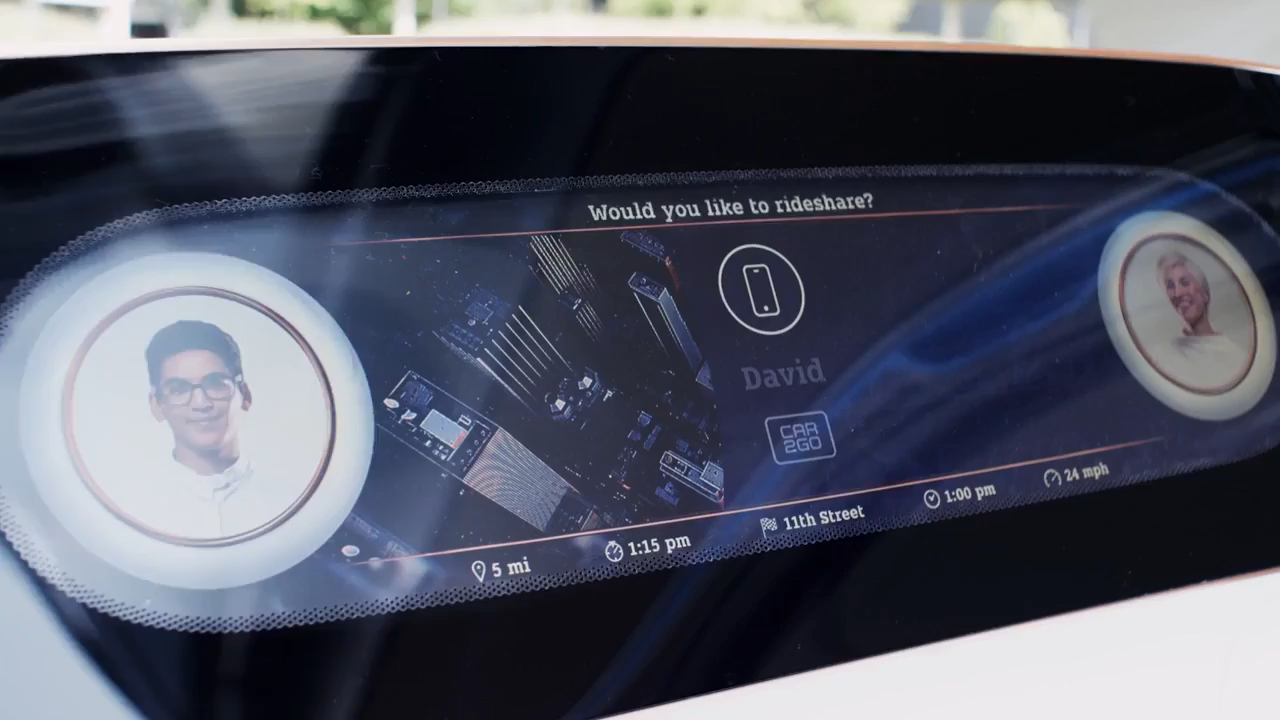 Would you like to rideshare?
David
CAR
2GO
5 mi
1:15 pm
11th Street
1:00 pm
24 mph